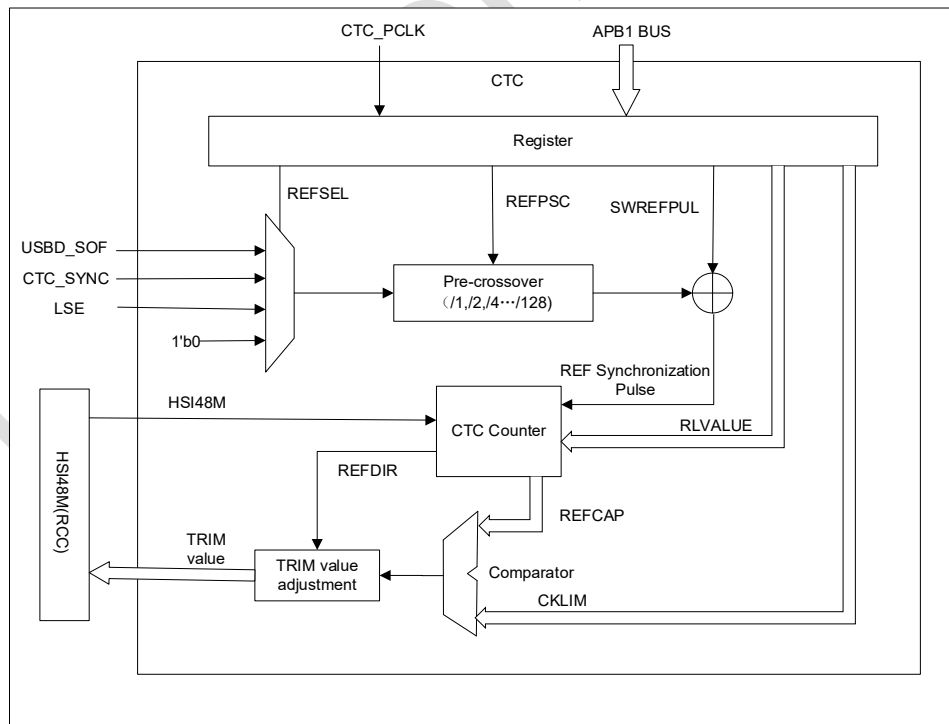 CTC_PCLK
APB1 BUS
CTC
Register
REFSEL
REFPSC
SWREFPUL
USBD_SOF
CTC_SYNC
LSE
1'b0
Pre-crossover
(/1,/2,/4···/128)
REF Synchronization
Pulse
HSI48M
CTC Counter
RLVALUE
HSI48M(RCC)
REFDIR
REFCAP
TRIM
value
TRIM value
adjustment
Comparator
CKLIM